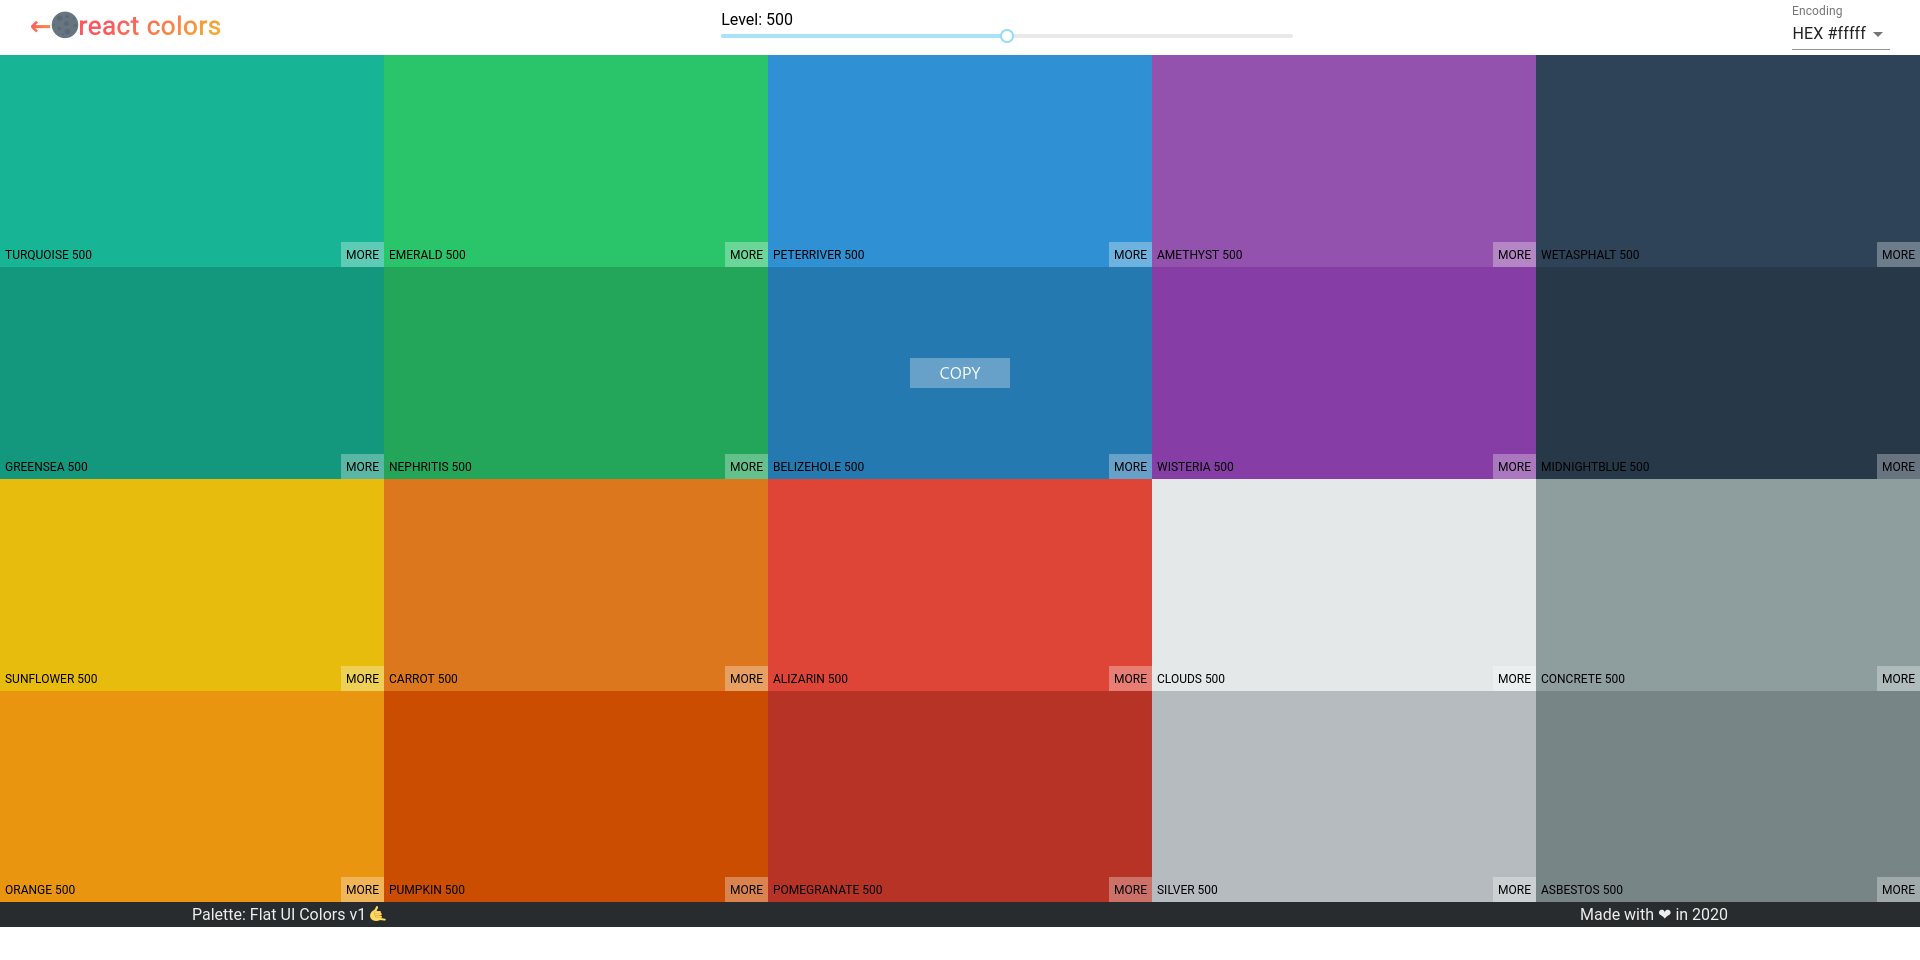 ←react colors
Level: 500
Encoding
HEX #fffff
TURQUOISE 500 MORE EMERALD 500 MORE PETERRIVER 500 MORE AMETHYST 500 MORE WETASPHALT 500 MORE
COPY
GREENSEA 500 MORE NEPHRITIS 500 MORE BELIZEHOLE 500 MORE WISTERIA 500 MORE MIDNIGHTBLUE 500 MORE
SUNFLOWER 500 MORE CARROT 500 MORE ALIZARIN 500 MORE CLOUDS 500 MORE CONCRETE 500 MORE
ORANGE 500 MORE PUMPKIN 500 MORE POMEGRANATE 500 MORE SILVER 500 MORE ASBESTOS 500 MORE
Palette: Flat UI Colors v1🤙
Made with ❤ in 2020